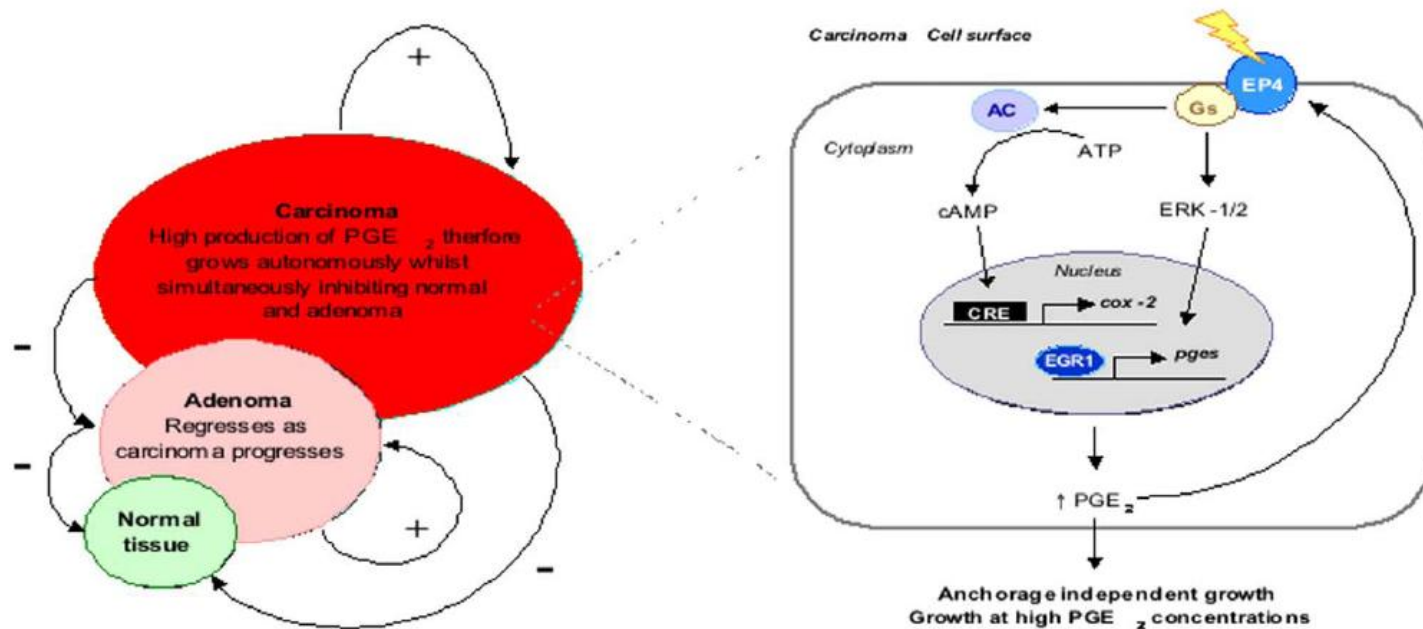 +
Carcinoma
High production of PGE 2 therfore
grows autonomously whilst
simultaneously inhibiting normal
and adenoma
-
Adenoma
Regresses as
carcinoma progresses
-
Normal
tissue
+
-
Carcinoma Cell surface
EP4
Gs
AC
Cytoplasm
ATP
cAMP
ERK -1/2
Nucleus
CRE
cox -2
EGR1
pges
↑ PGE 2
Anchorage independent growth
Growth at high PGE 2 concentrations